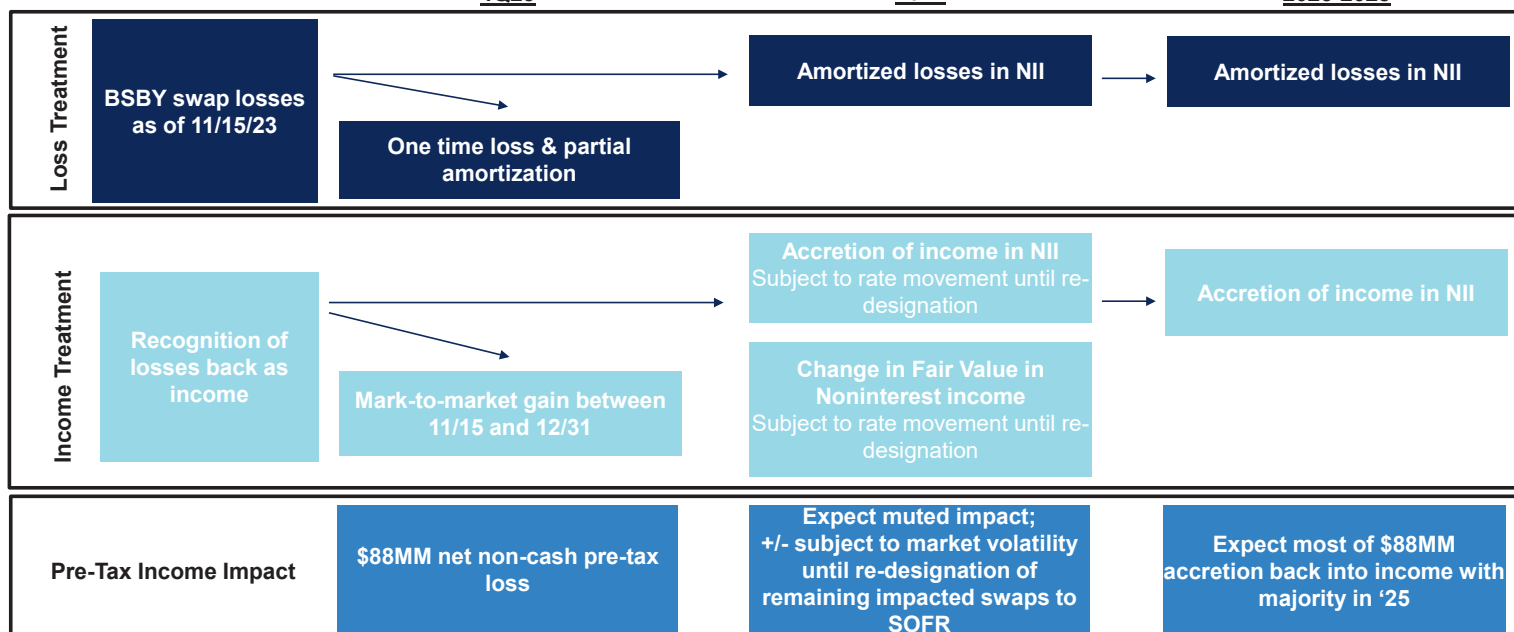 Loss Treatment
BSBY swap losses
as of 11/15/23
One time loss & partial
amortization
Amortized losses in NII
Amortized losses in NII
Income Treatment
Recognition of
losses back as
income
Mark-to-market gain between
11/15 and 12/31
Accretion of income in NII
Subject to rate movement until re-
designation
Change in Fair Value in
Noninterest income
Subject to rate movement until re-
designation
Accretion of income in NII
Pre-Tax Income Impact
$88MM net non-cash pre-tax
loss
Expect muted impact;
+/- subject to market volatility
until re-designation of
remaining impacted swaps to
SOFR
Expect most of $88MM
accretion back into income with
majority in ‘25